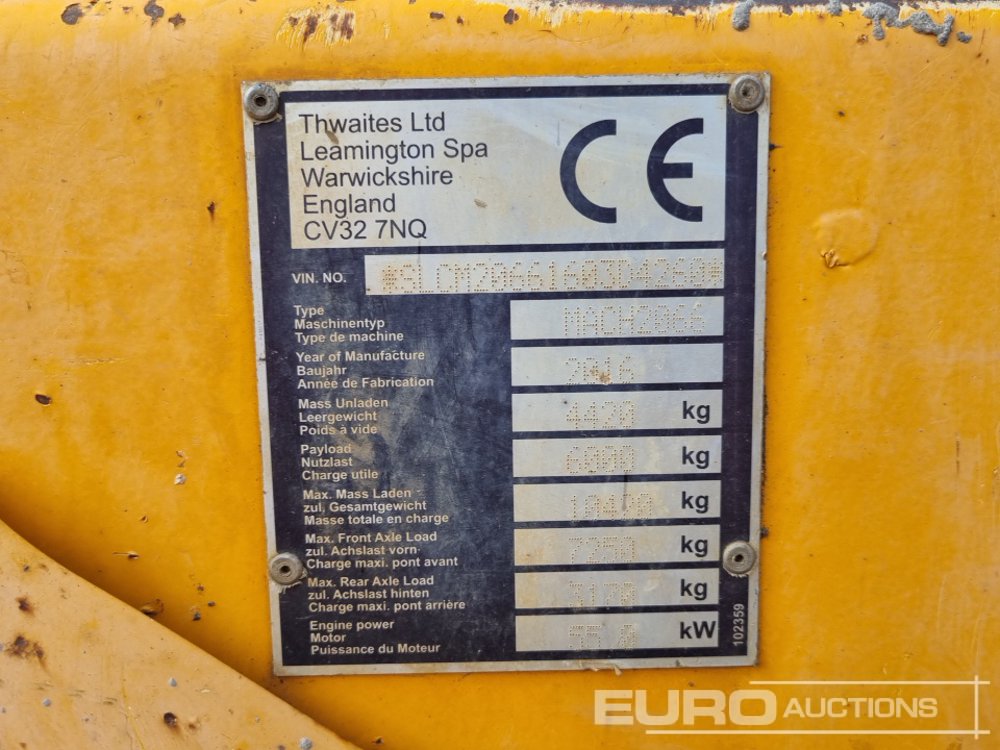 Thwaites Ltd
Leamington Spa
Warwickshire
England
CV32 7NQ
CE
VIN. NO. *SLCM20661603D4260*
Type
Maschinentyp
Type de machine
MACH2066
Year of Manufacture
Baujahr
Année de Fabrication
2016
Mass Unladen
Leergewicht
Poids à vide
4420 kg
Payload
Nutzlast
Charge utile
6000 kg
Max. Mass Laden
zul. Gesamtgewicht
Masse totale en charge
10420 kg
Max. Front Axle Load
zul. Achslast vorn
Charge maxi. pont avant
7250 kg
Max. Rear Axle Load
zul. Achslast hinten
Charge maxi. pont arrière
3170 kg
Engine power
Motor
Puissance du Moteur
kW
102359
EURO AUCTIONS